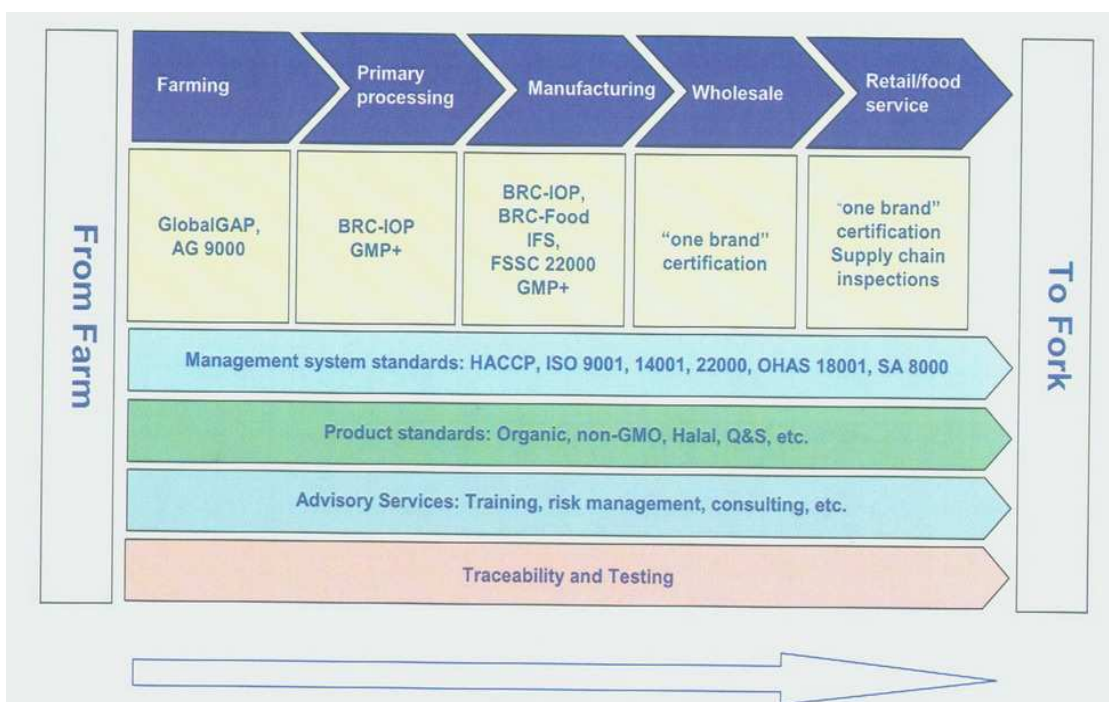 From Farm
Farming
Primary
processing
Manufacturing
Wholesale
Retail/food
service
GlobalGAP,
AG 9000
BRC-IOP
GMP+
BRC-IOP,
BRC-Food
IFS,
FSSC 22000
GMP+
“one brand”
certification
“one brand”
certification
Supply chain
inspections
Management system standards: HACCP, ISO 9001, 14001, 22000, OHAS 18001, SA 8000
Product standards: Organic, non-GMO, Halal, Q&S, etc.
Advisory Services: Training, risk management, consulting, etc.
Traceability and Testing
To Fork